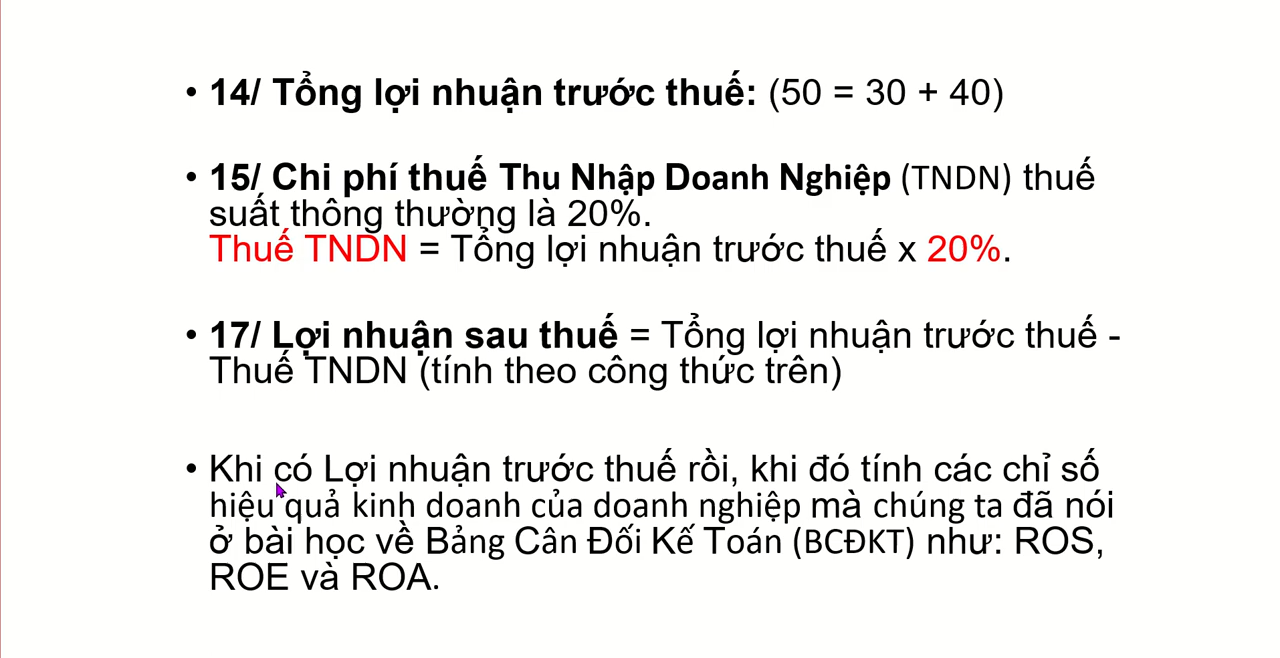 • 14/ Tổng lợi nhuận trước thuế: (50 = 30 + 40)
• 15/ Chi phí thuế Thu Nhập Doanh Nghiệp (TNDN) thuế
suất thông thường là 20%.
Thuế TNDN = Tổng lợi nhuận trước thuế x 20%.
• 17/ Lợi nhuận sau thuế = Tổng lợi nhuận trước thuế -
Thuế TNDN (tính theo công thức trên)
• Khi có Lợi nhuận trước thuế rồi, khi đó tính các chỉ số
hiệu quả kinh doanh của doanh nghiệp mà chúng ta đã nói
ở bài học về Bảng Cân Đối Kế Toán (BCĐKT) như: ROS,
ROE và ROA.